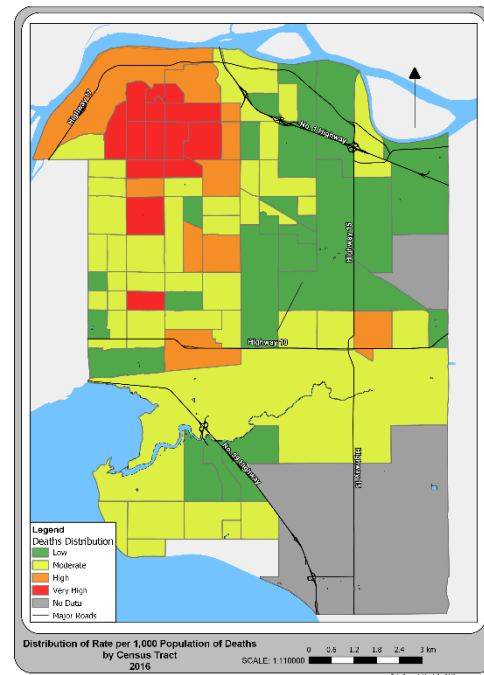 Highway 17
No. 1 Highway
Highway 15
Highway 10
No. 99 Highway
Highway 15
Legend
Deaths Distribution
Low
Moderate
High
Very High
No Data
Major Roads
Distribution of Rate per 1,000 Population of Deaths
by Census Tract
2016
SCALE: 1:110000
0 0.6 1.2 1.8 2.4 3 km